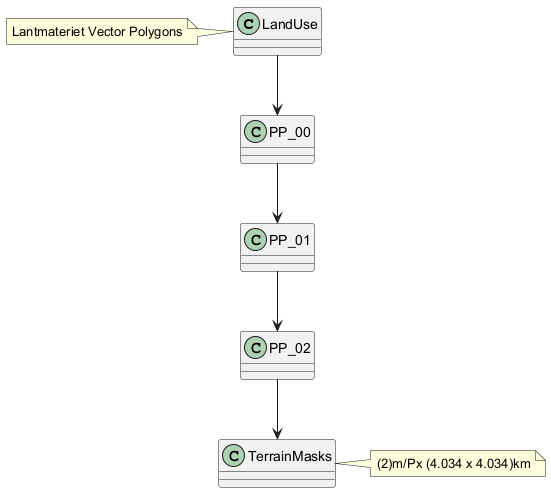 Lantmateriet Vector Polygons
C LandUse
C PP_00
C PP_01
C PP_02
C TerrainMasks
(2)m/Px (4.034 x 4.034)km